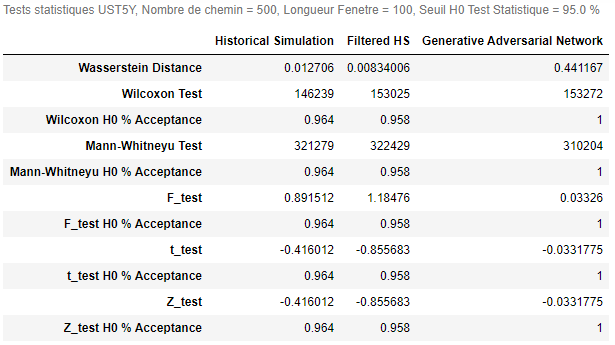 Tests statistiques UST5Y, Nombre de chemin = 500, Longueur Fenetre = 100, Seuil H0 Test Statistique = 95.0 %
Historical Simulation Filtered HS Generative Adversarial Network
Wasserstein Distance 0.012706 0.00834006 0.441167
Wilcoxon Test 146239 153025 153272
Wilcoxon H0 % Acceptance 0.964 0.958 1
Mann-Whitneyu Test 321279 322429 310204
Mann-Whitneyu H0 % Acceptance 0.964 0.958 1
F_test 0.891512 1.18476 0.03326
F_test H0 % Acceptance 0.964 0.958 1
t_test -0.416012 -0.855683 -0.0331775
t_test H0 % Acceptance 0.964 0.958 1
Z_test -0.416012 -0.855683 -0.0331775
Z_test H0 % Acceptance 0.964 0.958 1